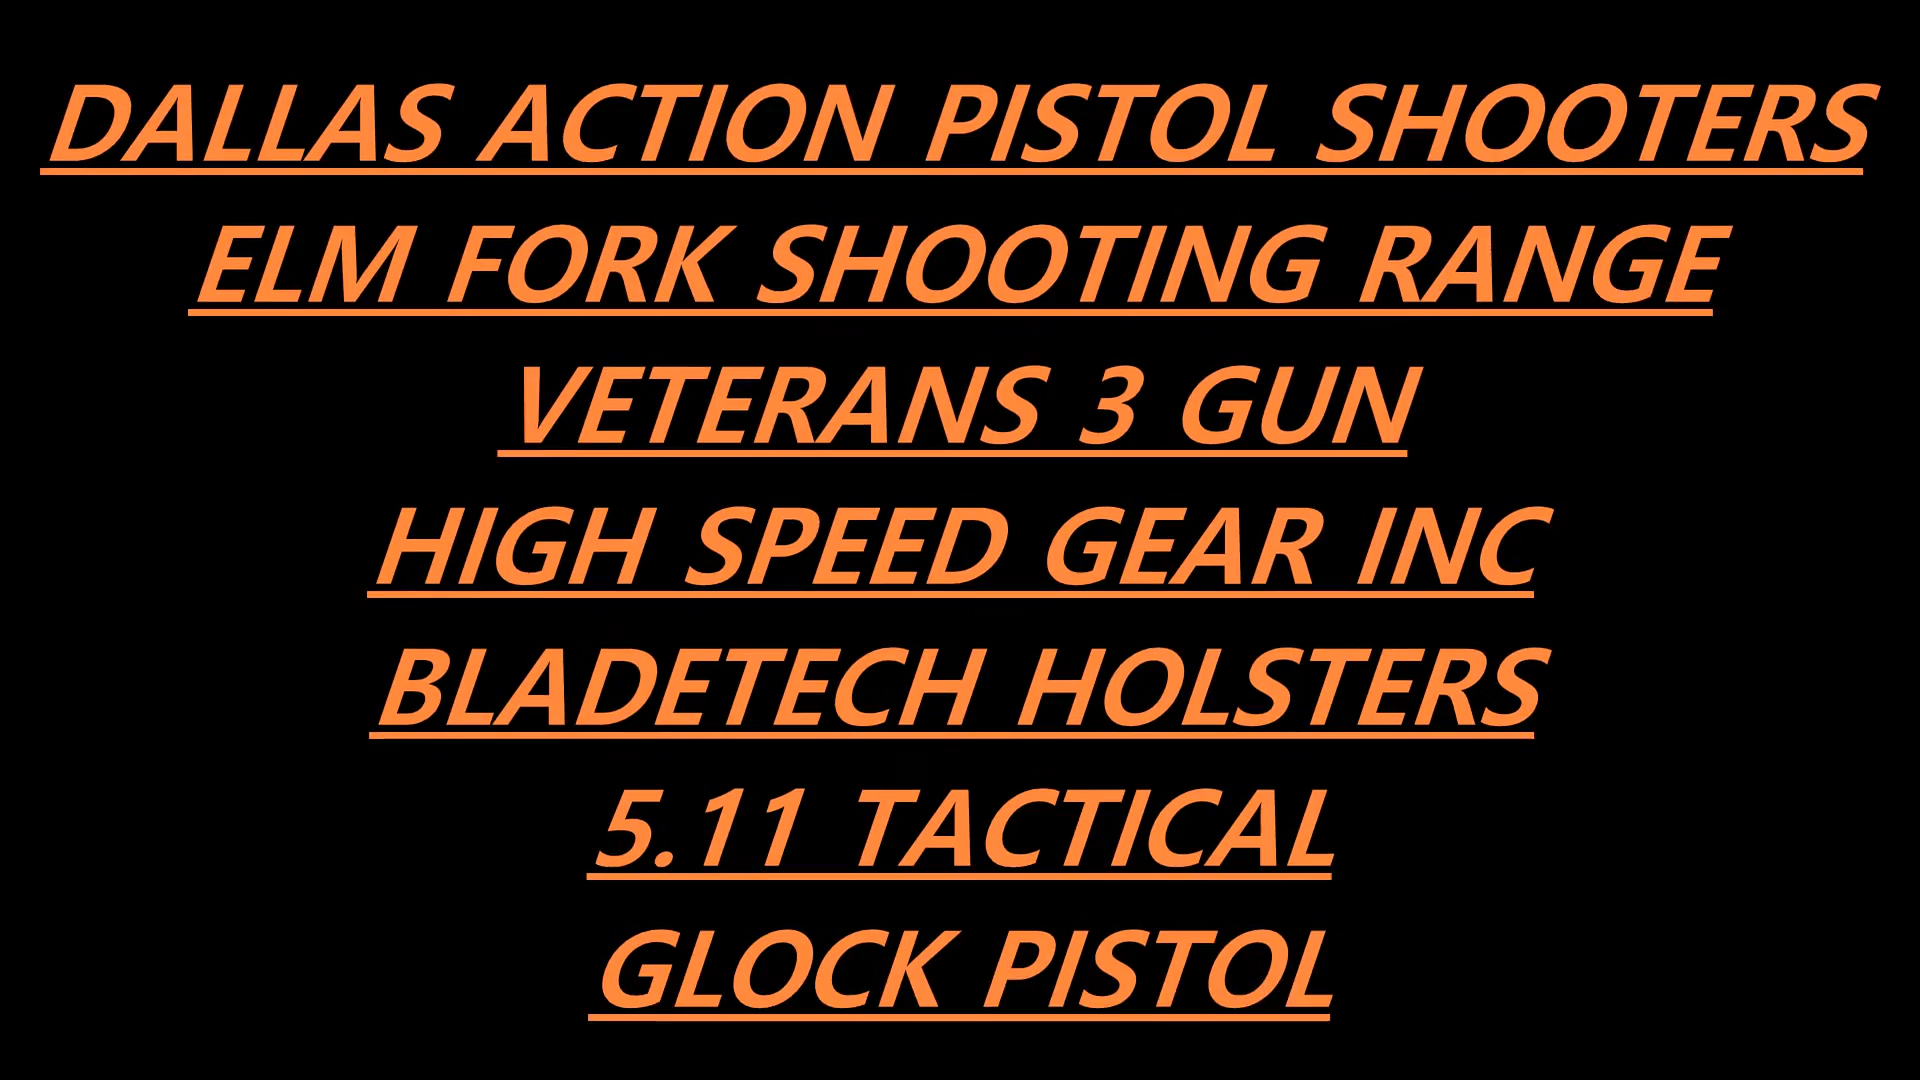 DALLAS ACTION PISTOL SHOOTERS
ELM FORK SHOOTING RANGE
VETERANS 3 GUN
HIGH SPEED GEAR INC
BLADETECH HOLSTERS
5.11 TACTICAL
GLOCK PISTOL